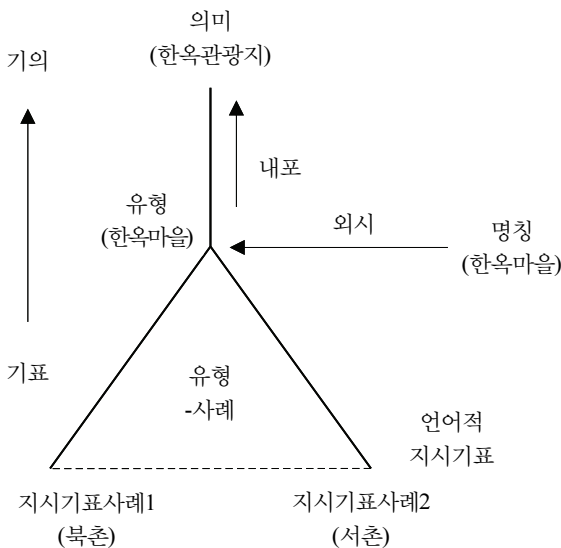 의미
(한옥관광지)
기의
내포
유형
(한옥마을)
외시
명칭
(한옥마을)
기표
유형
-사례
언어적
지시기표
지시기표사례1
(북촌)
지시기표사례2
(서촌)